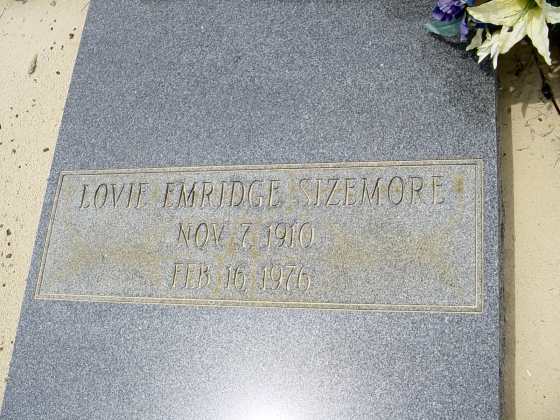 LOVIE EMRIDGE SIZEMORE
NOV. 7, 1910
FEB. 16, 1976